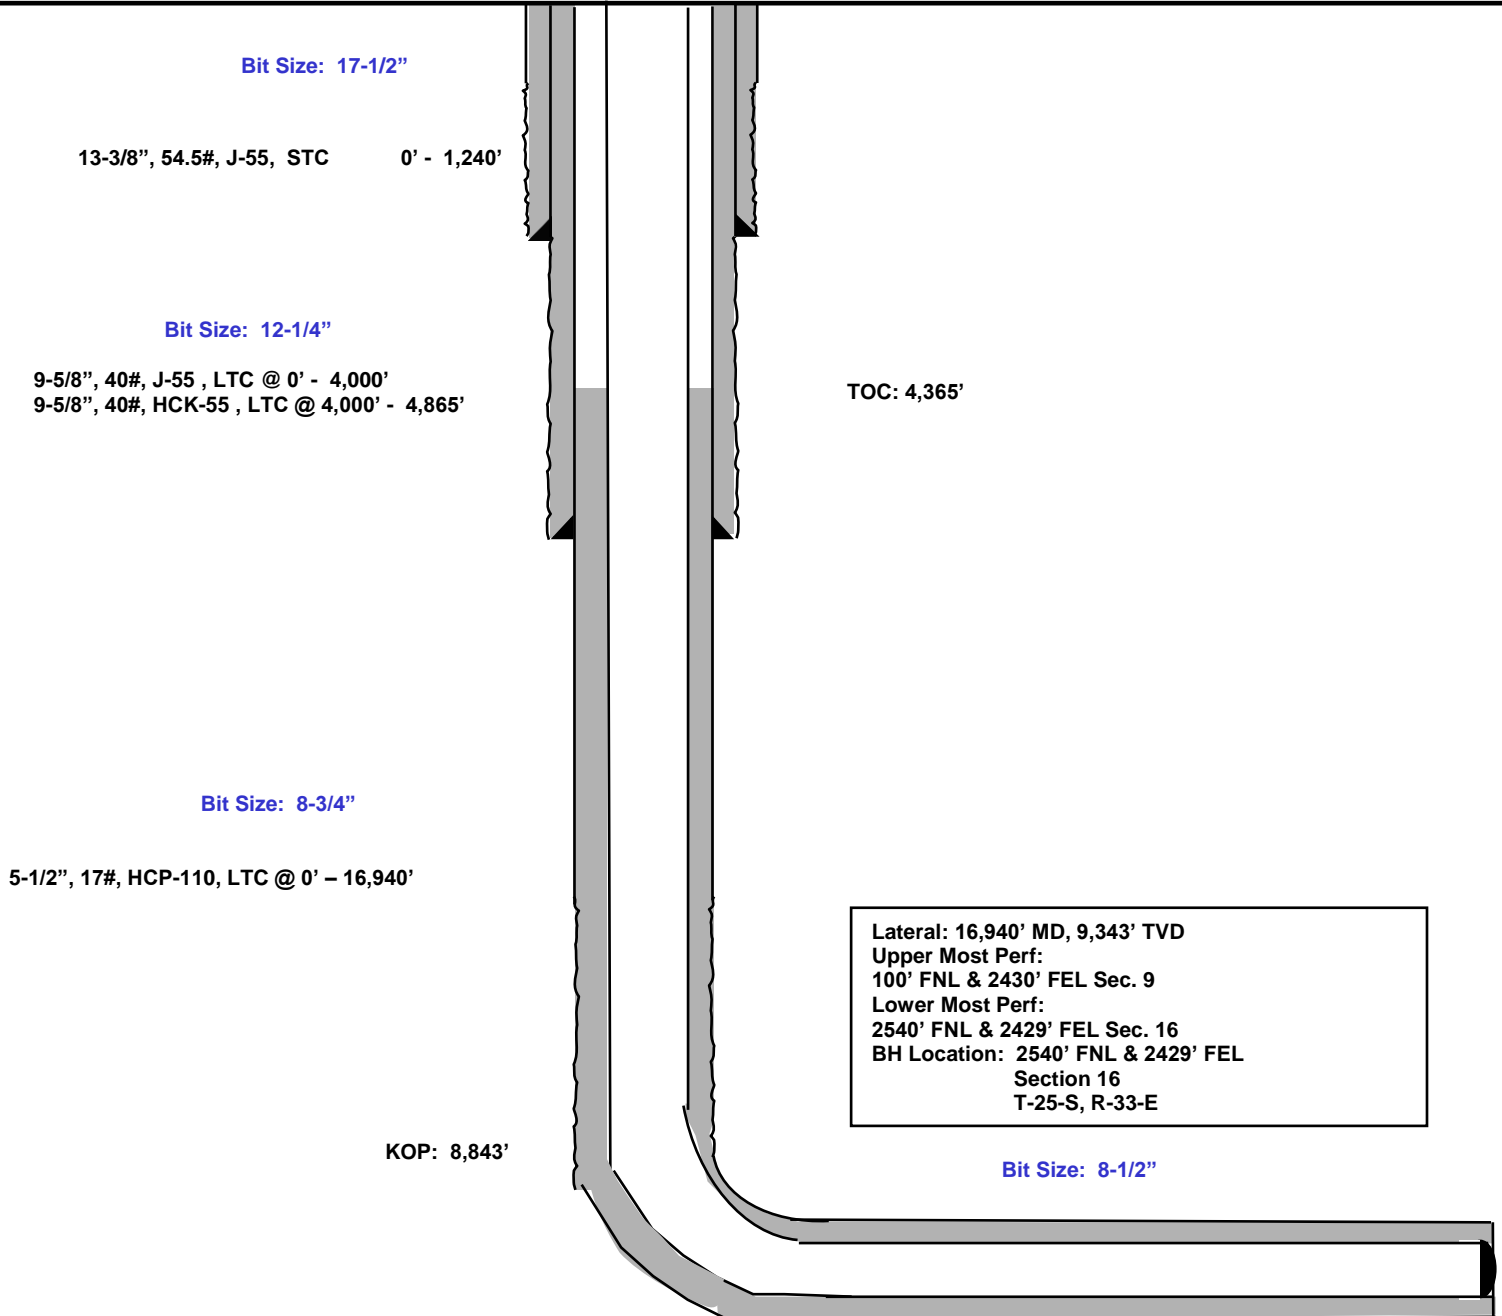 Bit Size: 17-1/2”
13-3/8”, 54.5#, J-55, STC 0’ - 1,240’
Bit Size: 12-1/4”
9-5/8”, 40#, J-55 , LTC @ 0’ - 4,000’
9-5/8”, 40#, HCK-55 , LTC @ 4,000’ - 4,865’
TOC: 4,365’
Bit Size: 8-3/4”
5-1/2”, 17#, HCP-110, LTC @ 0’ – 16,940’
Lateral: 16,940’ MD, 9,343’ TVD
Upper Most Perf:
100’ FNL & 2430’ FEL Sec. 9
Lower Most Perf:
2540’ FNL & 2429’ FEL Sec. 16
BH Location: 2540’ FNL & 2429’ FEL
Section 16
T-25-S, R-33-E
KOP: 8,843’
Bit Size: 8-1/2”